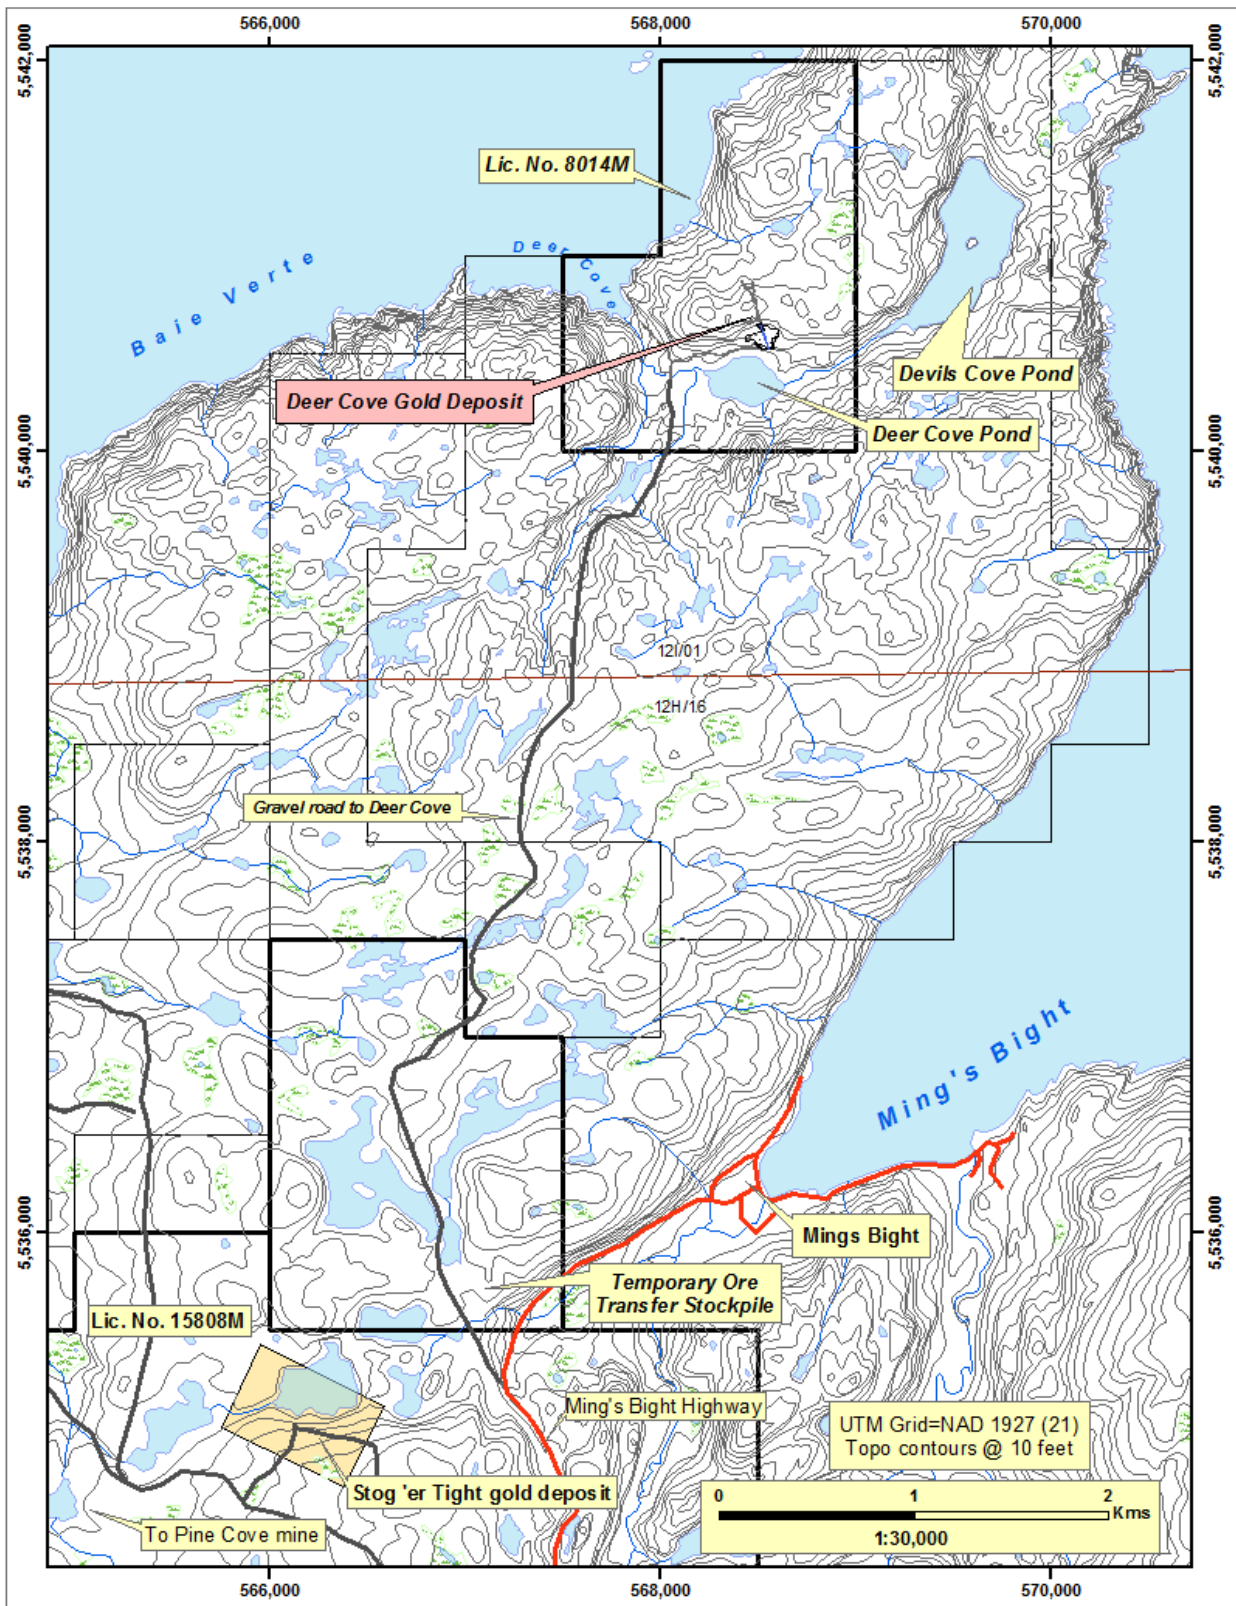 566,000
568,000
570,000
5,542,000
5,542,000
Lic. No. 8014M
Deer Cove
Baie Verte
Devils Cove Pond
Deer Cove Gold Deposit
Deer Cove Pond
5,540,000
5,540,000
12I/01
12H/16
Gravel road to Deer Cove
5,538,000
5,538,000
Ming's Bight
Mings Bight
5,536,000
5,536,000
Temporary Ore
Transfer Stockpile
Lic. No. 15808M
Ming's Bight Highway
UTM Grid=NAD 1927 (21)
Topo contours @ 10 feet
Stog 'er Tight gold deposit
0 1 2
Kms
1:30,000
To Pine Cove mine
566,000
568,000
570,000